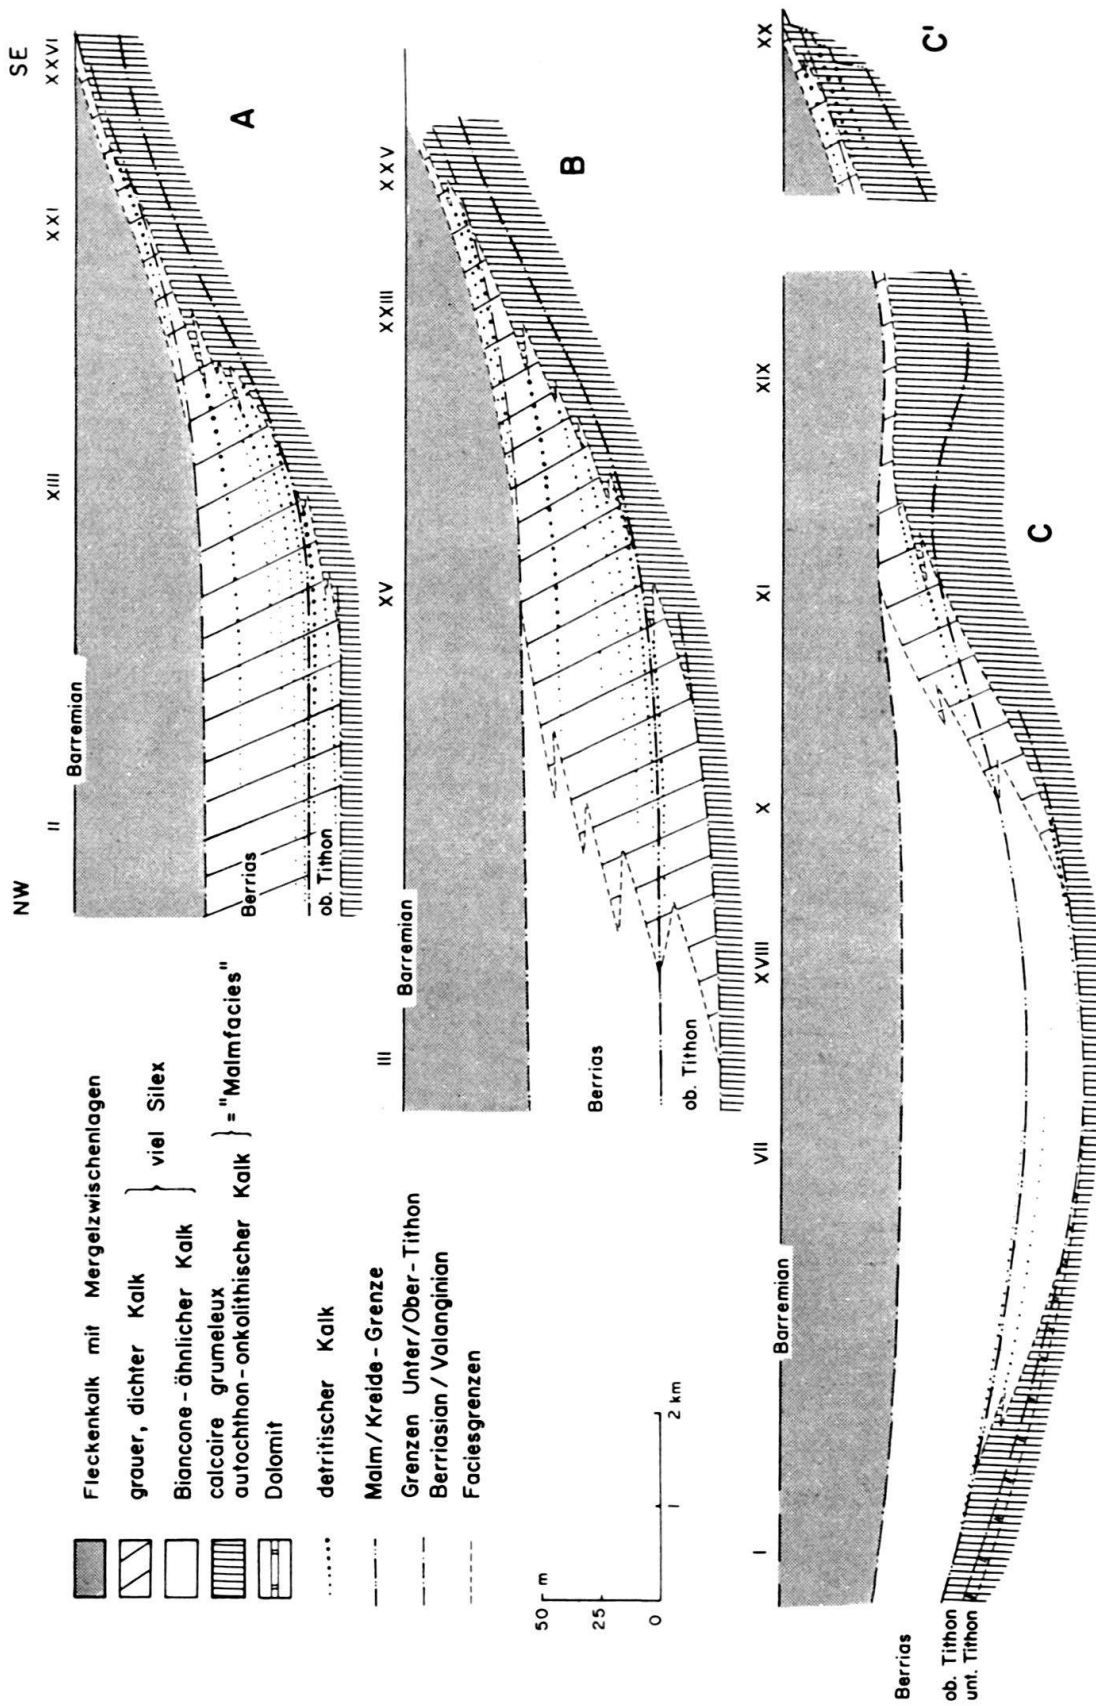 NW
SE
II
XIII
XXI
XXVI
Barremian
Berrias
ob. Tithon
A
III
XV
XXIII
XXV
Barremian
Berrias
ob. Tithon
B
I
VII
XVIII
X
XI
XIX
XX
Barremian
Berrias
ob. Tithon
unt. Tithon
C
C'
Fleckenkalk mit Mergelzwischenlagen
grauer, dichter Kalk
Biancone-ähnlicher Kalk
} viel Silex
calcaire grumeleux
autochthon-onkolithischer Kalk } = "Malmfacies"
Dolomit
detritischer Kalk
Malm/Kreide-Grenze
Grenzen Unter/Ober-Tithon
Berriasian/Valanginian
Faciesgrenzen
50 m
25
0
1
2 km